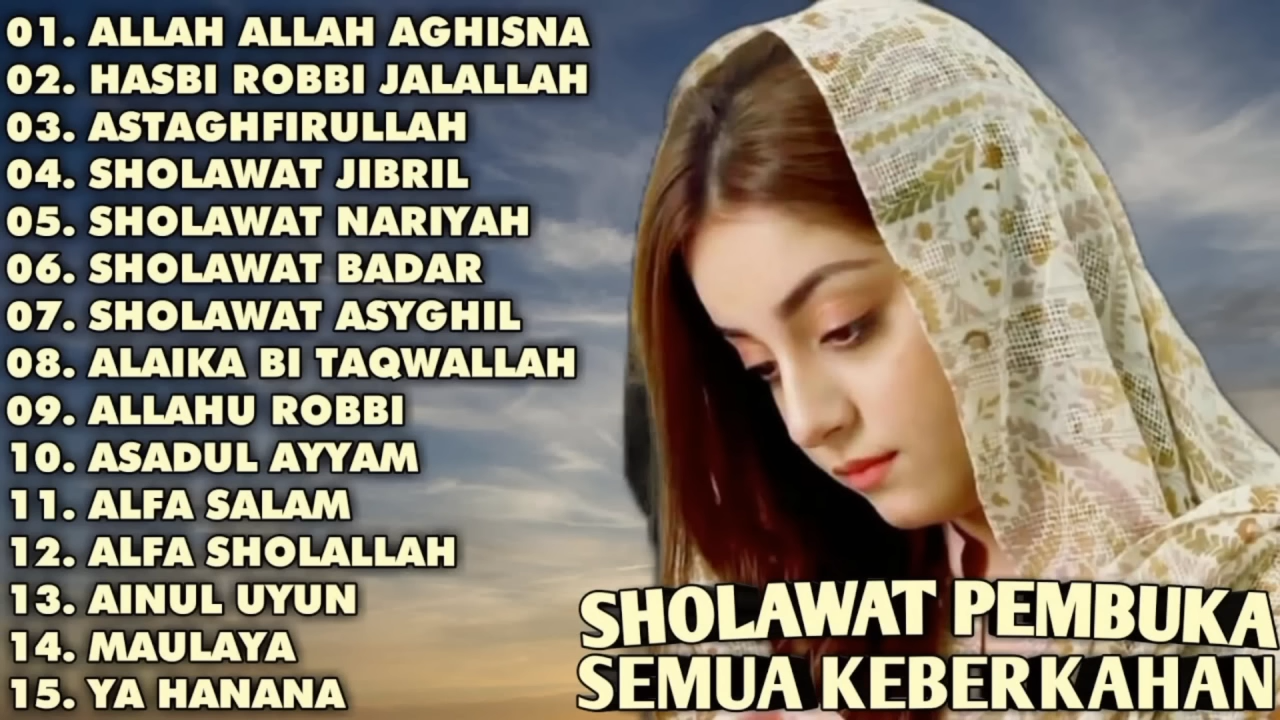 01. ALLAH ALLAH AGHISNA
02. HASBI ROBBI JALALLAH
03. ASTAGHFIRULLAH
04. SHOLAWAT JIBRIL
05. SHOLAWAT NARIYAH
06. SHOLAWAT BADAR
07. SHOLAWAT ASYGHIL
08. ALAIKA BI TAQWALLAH
09. ALLAHU ROBBI
10. ASADUL AYYAM
11. ALFA SALAM
12. ALFA SHOLALLAH
13. AINUL UYUN
14. MAULAYA
15. YA HANANA
SHOLAWAT PEMBUKA
SEMUA KEBERKAHAN